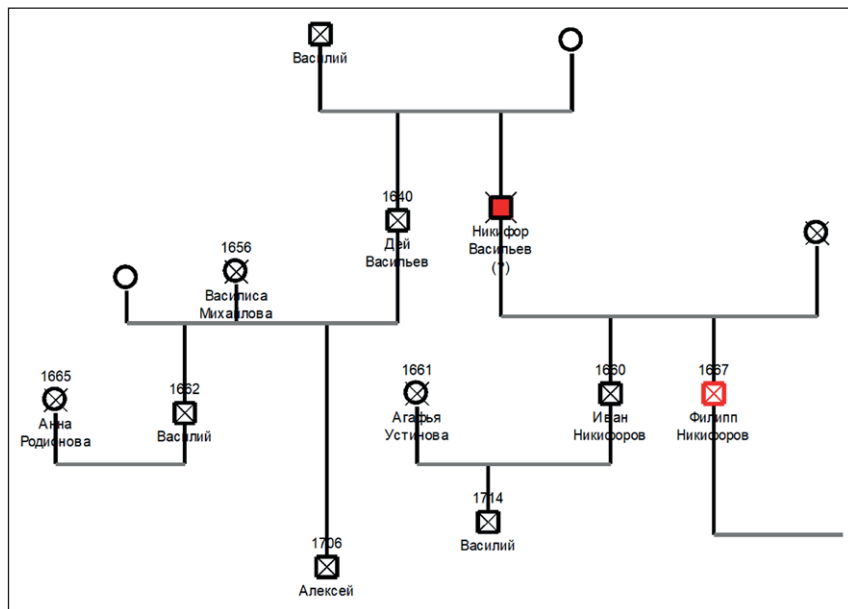 Василий
1640
Дей
Васильев
Никифор
Васильев
(?)
1656
Василиса
Михайлова
1665
Анна
Родионова
1662
Василий
1661
Агафья
Устинова
1660
Иван
Никифоров
1667
Филипп
Никифоров
1714
Василий
1706
Алексей